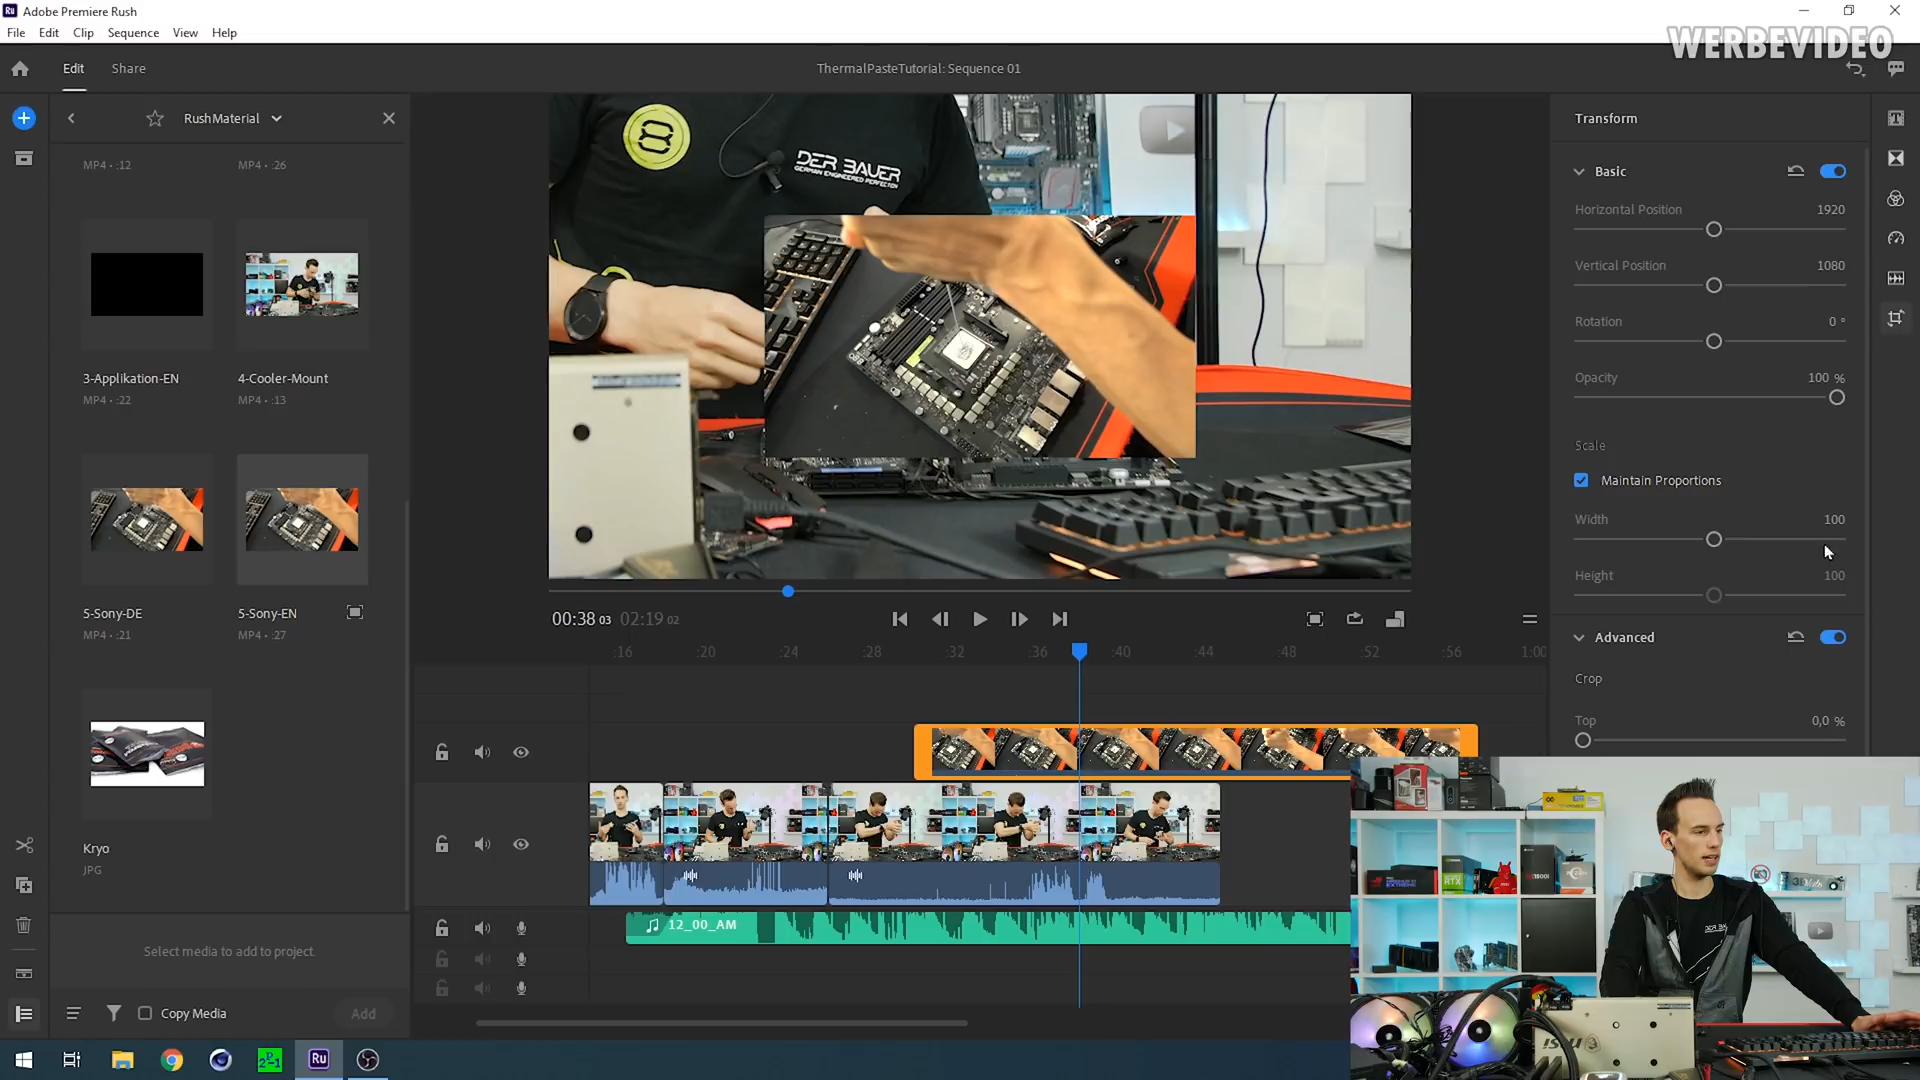 Adobe Premiere Rush
File Edit Clip Sequence View Help
WERBEVIDEO
Edit Share
ThermalPasteTutorial: Sequence 01
RushMaterial
MP4 • :12
MP4 • :26
3-Applikation-EN
MP4 • :22
4-Cooler-Mount
MP4 • :13
5-Sony-DE
MP4 • :21
5-Sony-EN
MP4 • :27
Kryo
JPG
Select media to add to project.
Copy Media
Add
DER BAUER
GERMAN ENGINEERED PERFECTION
00:38 03 02:19 02
:16 :20 :24 :28 :32 :36 :40 :44 :48 :52 :56 1:00
12_00_AM
Transform
Basic
Horizontal Position 1920
Vertical Position 1080
Rotation 0 °
Opacity 100 %
Scale
Maintain Proportions
Width 100
Height 100
Advanced
Crop
Top 0,0 %
Ru